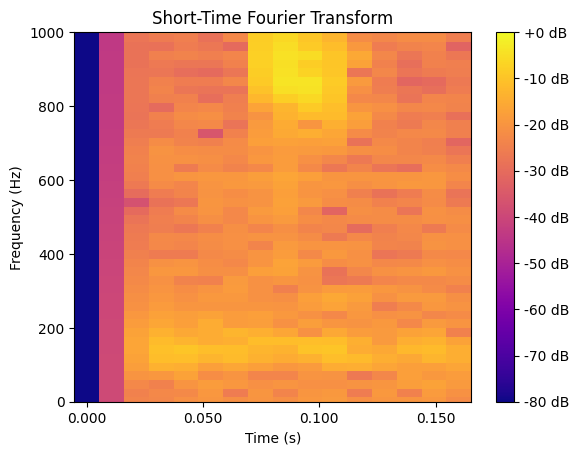 Short-Time Fourier Transform
Frequency (Hz)
1000
800
600
400
200
0
0.000
0.050
0.100
0.150
Time (s)
+0 dB
-10 dB
-20 dB
-30 dB
-40 dB
-50 dB
-60 dB
-70 dB
-80 dB